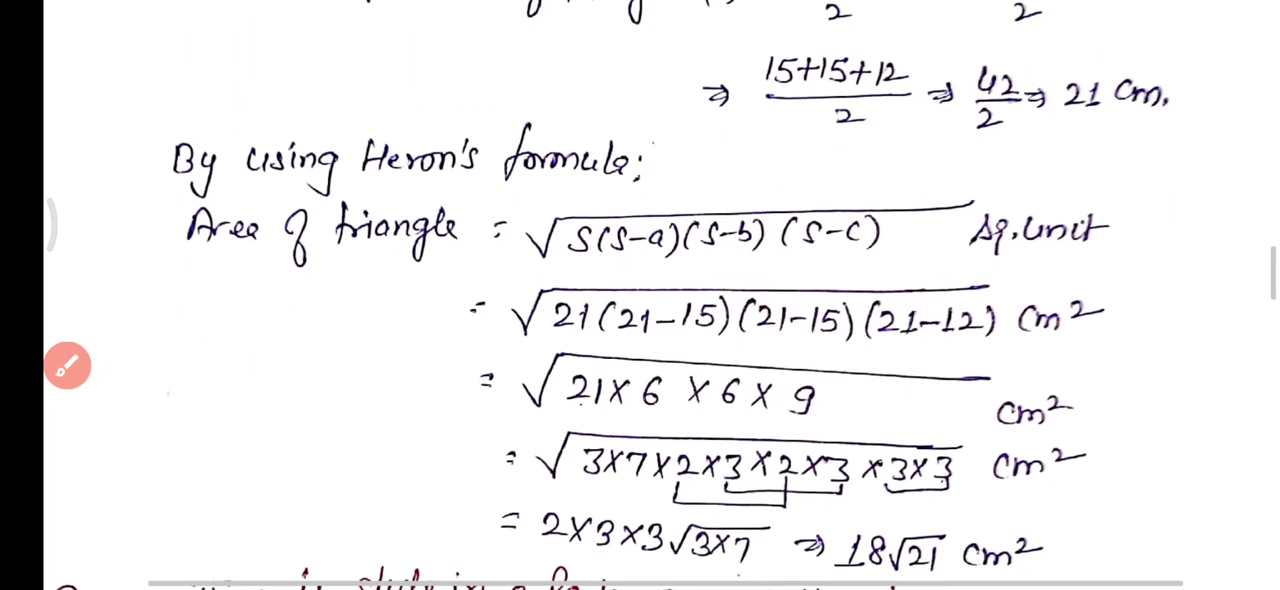 2 2
⇒ 15+15+12/2 ⇒ 42/2 ⇒ 21 Cm.
By using Heron's formula:
Area of triangle = √S(S-a)(S-b)(S-c) Sq.unit
= √21(21-15)(21-15)(21-12) cm²
= √21×6×6×9 cm²
= √3×7×2×3×2×3×3×3 cm²
= 2×3×3√3×7 ⇒ 18√21 cm²